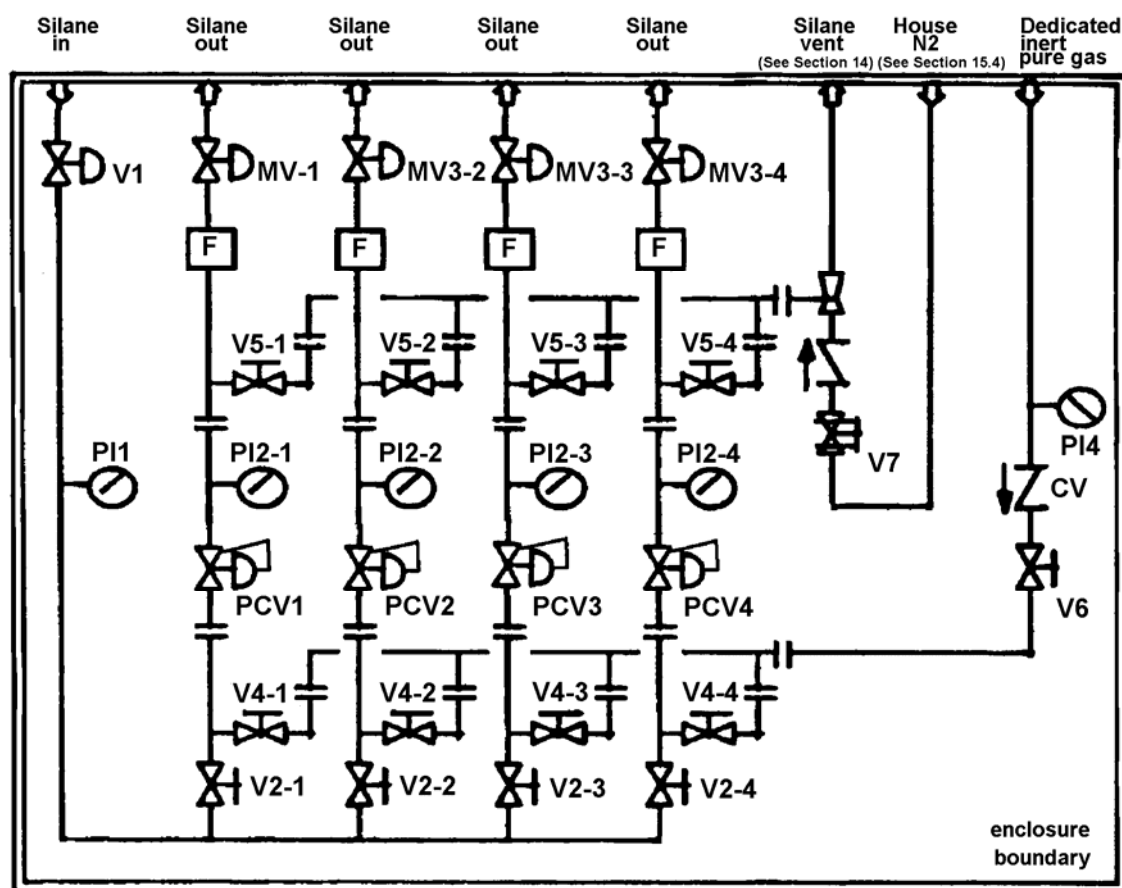 Silane in
Silane out
Silane out
Silane out
Silane out
Silane vent
(See Section 14)
House N2
(See Section 15.4)
Dedicated inert pure gas
V1
MV-1
MV3-2
MV3-3
MV3-4
F
F
F
F
V5-1
V5-2
V5-3
V5-4
PI1
PI2-1
PI2-2
PI2-3
PI2-4
V7
PI4
CV
PCV1
PCV2
PCV3
PCV4
V6
V4-1
V4-2
V4-3
V4-4
V2-1
V2-2
V2-3
V2-4
enclosure
boundary